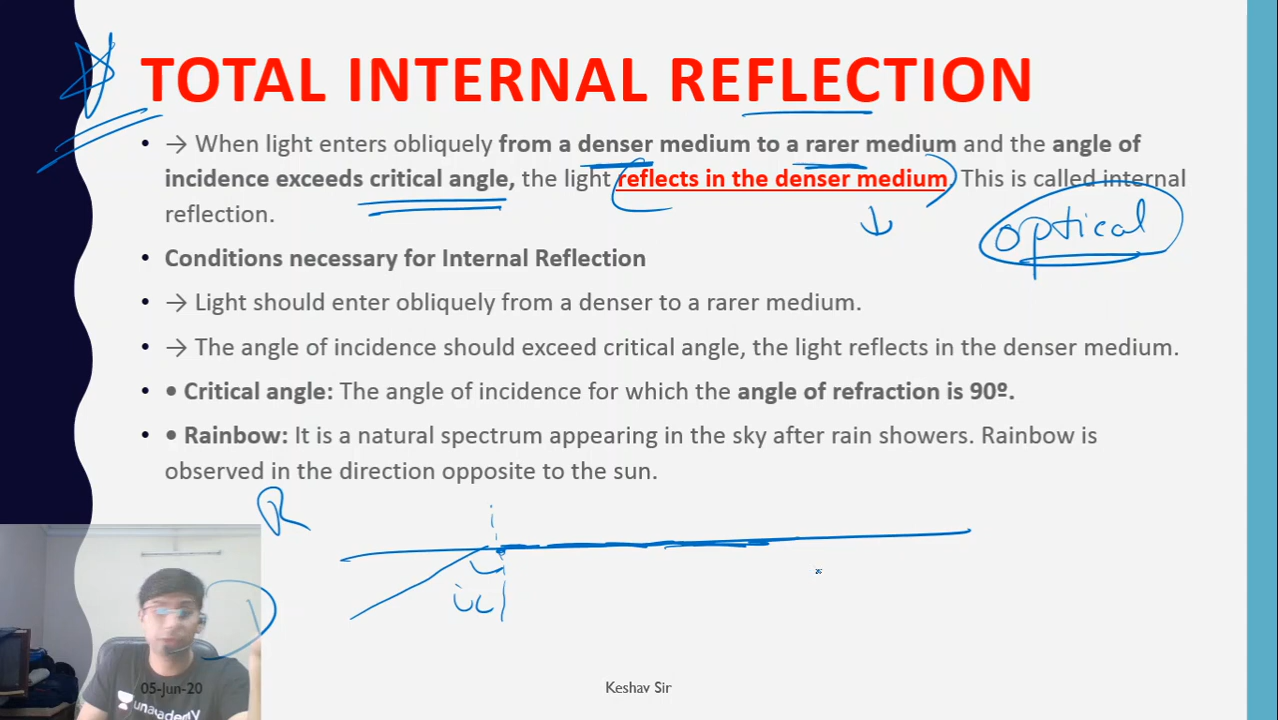 TOTAL INTERNAL REFLECTION
• → When light enters obliquely from a denser medium to a rarer medium and the angle of
incidence exceeds critical angle, the light reflects in the denser medium. This is called internal
reflection.
optical
• Conditions necessary for Internal Reflection
• → Light should enter obliquely from a denser to a rarer medium.
• → The angle of incidence should exceed critical angle, the light reflects in the denser medium.
• • Critical angle: The angle of incidence for which the angle of refraction is 90º.
• • Rainbow: It is a natural spectrum appearing in the sky after rain showers. Rainbow is
observed in the direction opposite to the sun.
R
05-Jun-20
Keshav Sir
unacademy